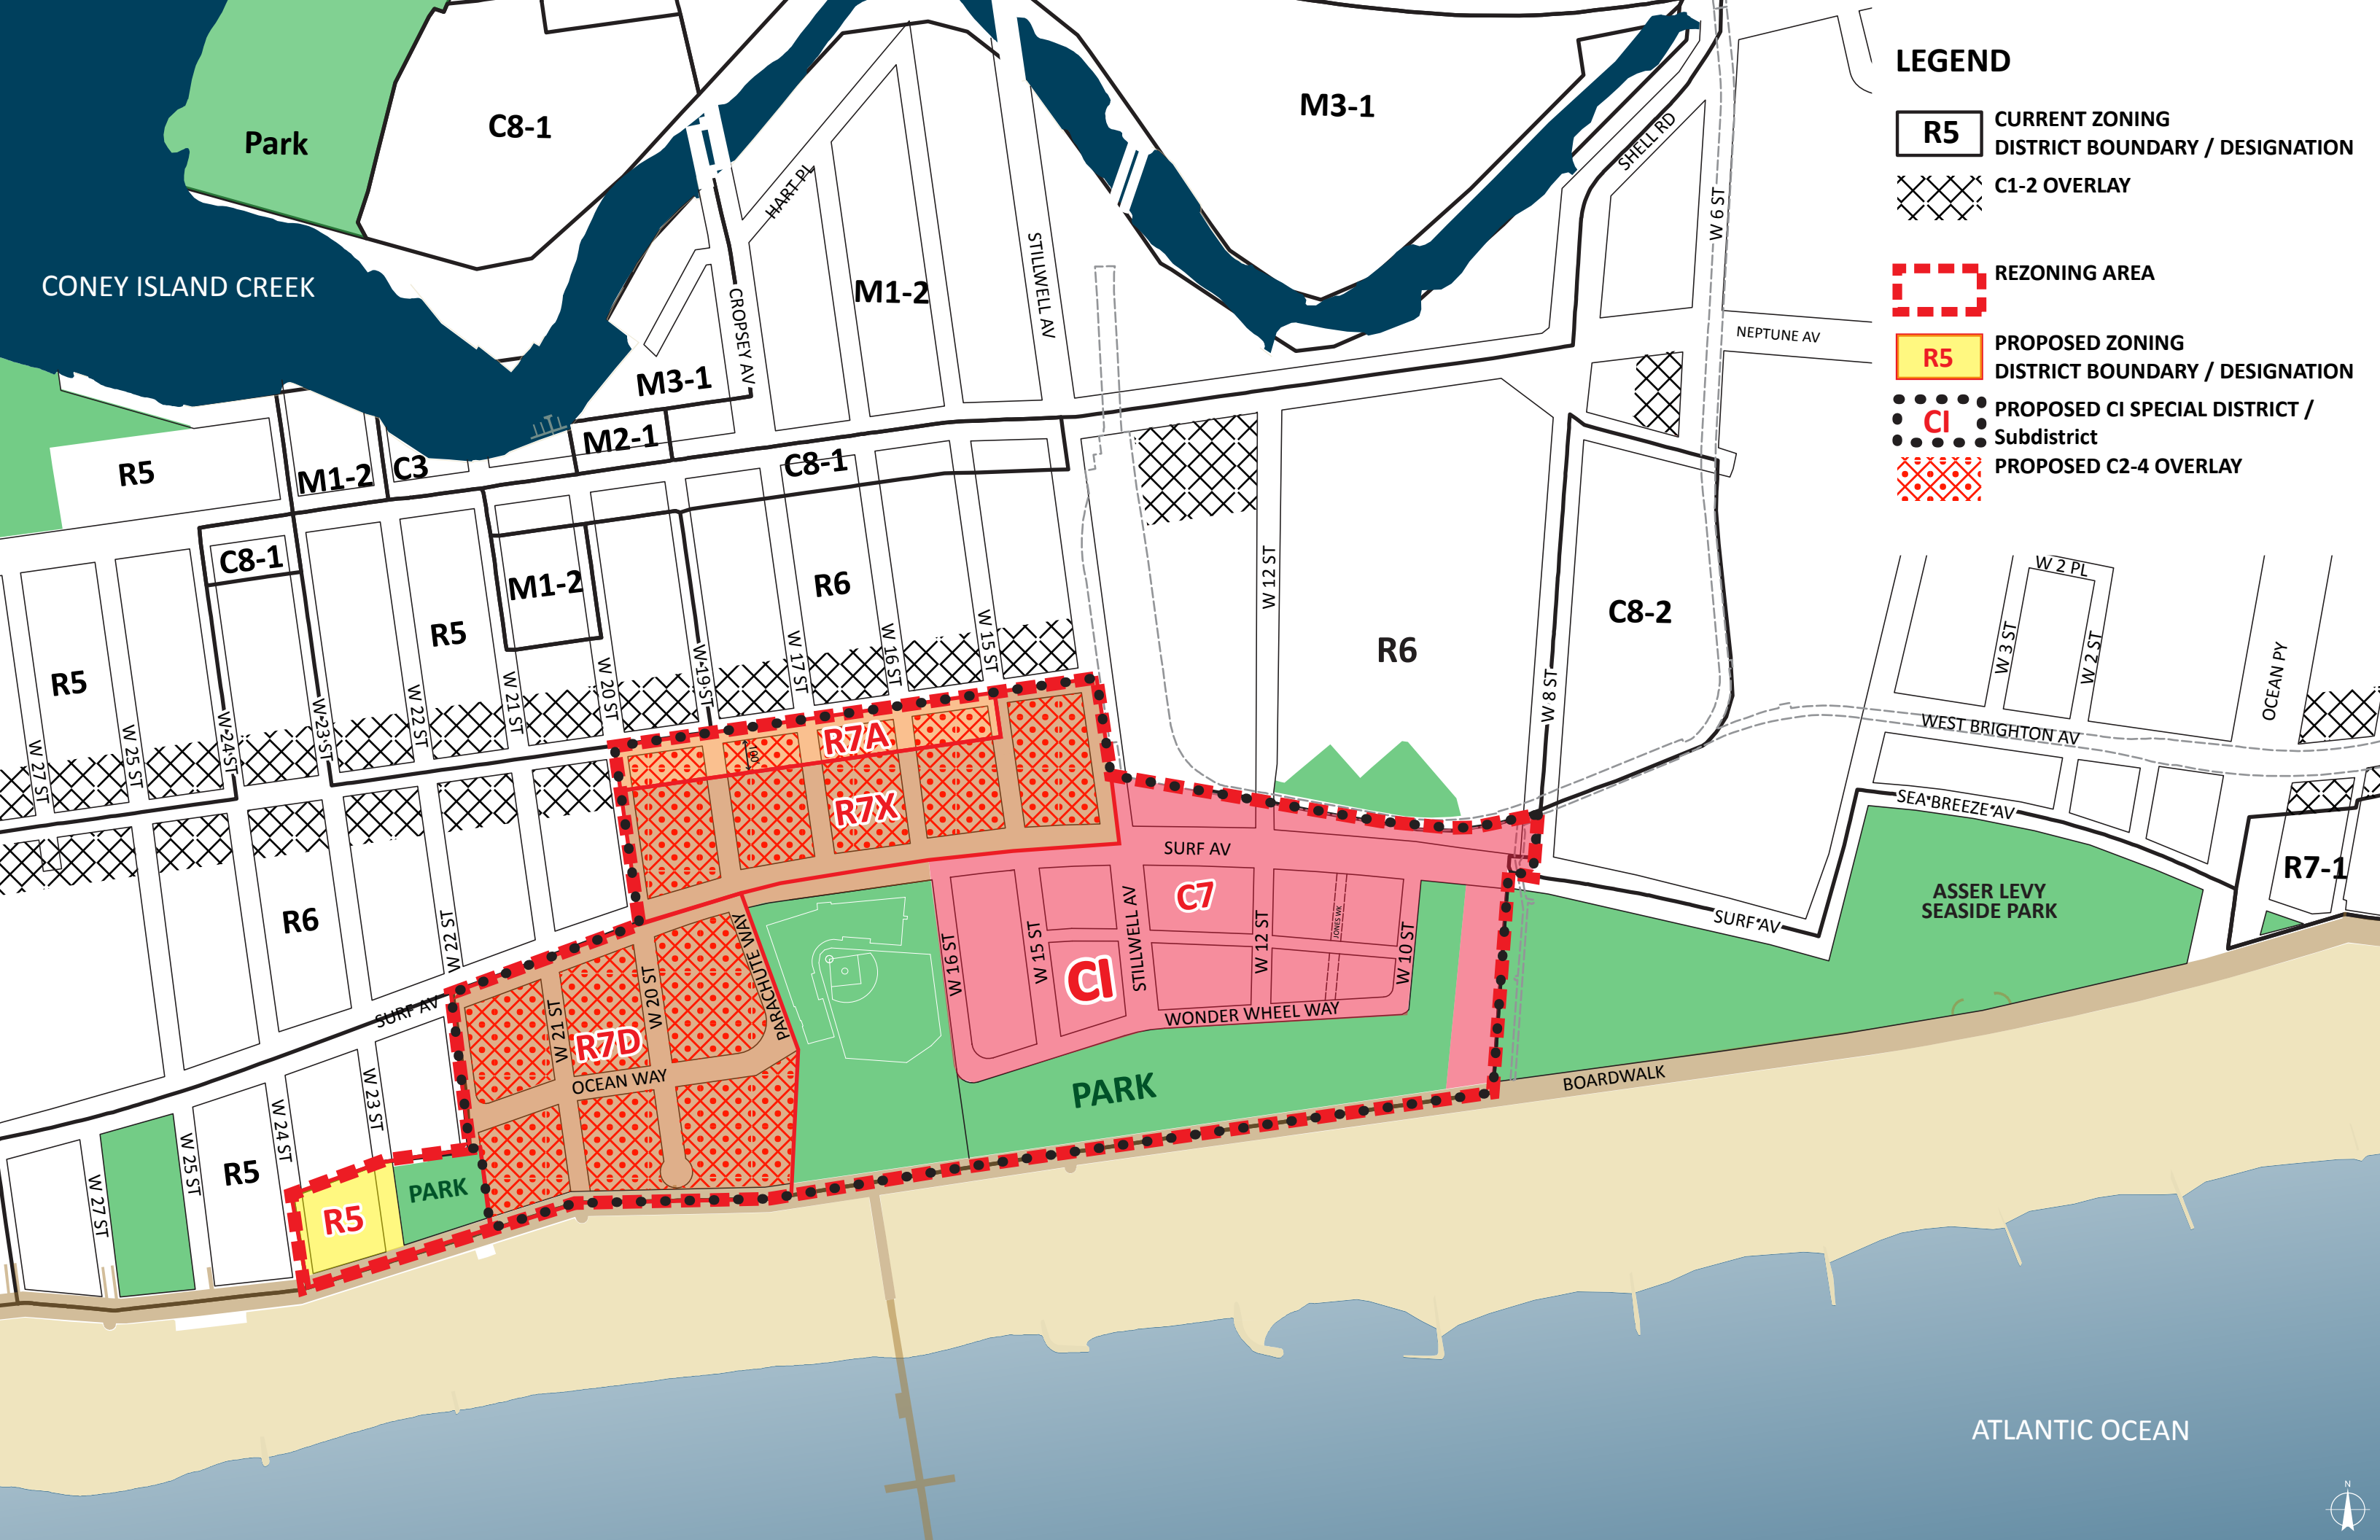 LEGEND
R5
CURRENT ZONING
DISTRICT BOUNDARY / DESIGNATION
C1-2 OVERLAY
REZONING AREA
R5
PROPOSED ZONING
DISTRICT BOUNDARY / DESIGNATION
CI
PROPOSED CI SPECIAL DISTRICT /
Subdistrict
PROPOSED C2-4 OVERLAY
Park
C8-1
M3-1
SHELL RD
HART PL
W 6 ST
STILLWELL AV
CONEY ISLAND CREEK
M1-2
CROPSEY AV
NEPTUNE AV
M3-1
M2-1
C8-1
R5
M1-2
C3
C8-1
M1-2
R6
R5
W 12 ST
C8-2
R6
R5
W 2 PL
W 3 ST
W 2 ST
OCEAN PY
W 27 ST
W 25 ST
W 24 ST
W 23 ST
W 22 ST
W 21 ST
W 20 ST
W 19 ST
W 17 ST
W 16 ST
W 15 ST
W 8 ST
WEST BRIGHTON AV
R7A
100'
R7X
SEA BREEZE AV
SURF AV
R7-1
C7
ASSER LEVY
SEASIDE PARK
SURF AV
R6
W 22 ST
SURF AV
W 21 ST
W 20 ST
PARACHUTE WAY
W 16 ST
W 15 ST
STILLWELL AV
W 12 ST
JONES WK
W 10 ST
CI
WONDER WHEEL WAY
R7D
OCEAN WAY
PARK
BOARDWALK
W 27 ST
W 25 ST
R5
W 24 ST
W 23 ST
PARK
R5
ATLANTIC OCEAN
N